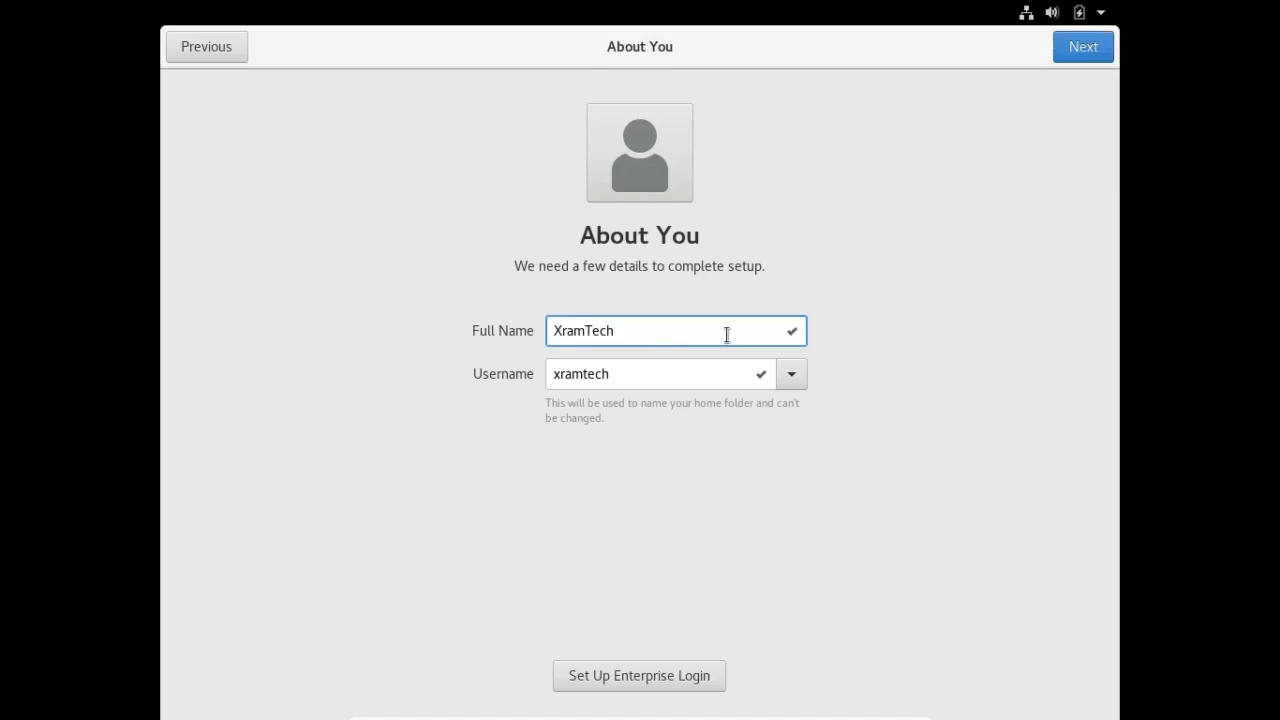 Previous
About You
Next
About You
We need a few details to complete setup.
Full Name
XramTech
Username
xramtech
This will be used to name your home folder and can't
be changed.
Set Up Enterprise Login